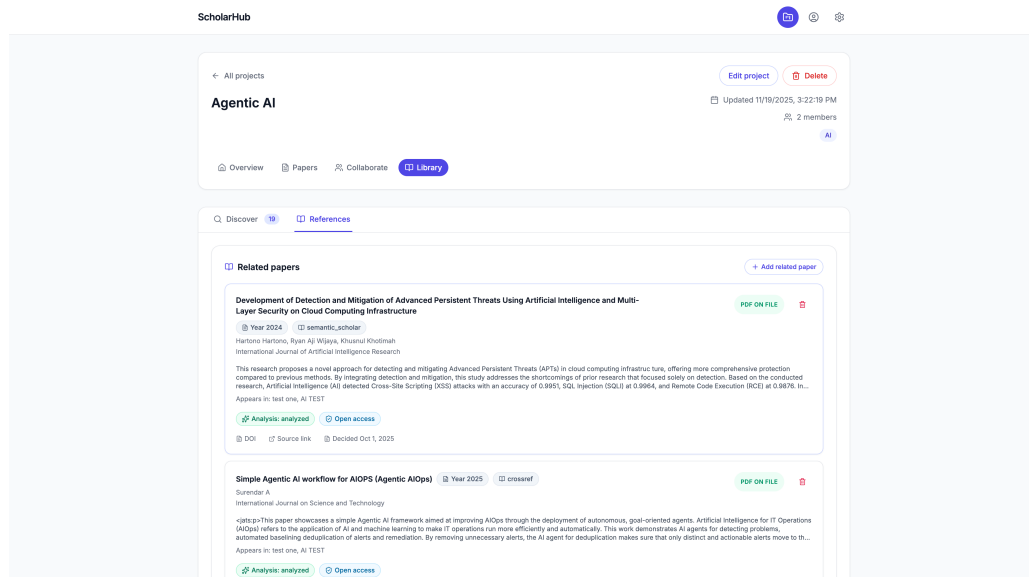 ScholarHub
All projects
Edit project
Delete
Agentic AI
Updated 11/19/2025, 3:22:19 PM
2 members
AI
Overview
Papers
Collaborate
Library
Discover 19
References
Related papers
+ Add related paper
Development of Detection and Mitigation of Advanced Persistent Threats Using Artificial Intelligence and Multi-
Layer Security on Cloud Computing Infrastructure
PDF ON FILE
Year 2024
semantic_scholar
Hartono Hartono, Ryan Aji Wijaya, Khusnul Khotimah
International Journal of Artificial Intelligence Research
This research proposes a novel approach for detecting and mitigating Advanced Persistent Threats (APTs) in cloud computing infrastruc ture, offering more comprehensive protection
compared to previous methods. By integrating detection and mitigation, this study addresses the shortcomings of prior research that focused solely on detection. Based on the conducted
research, Artificial Intelligence (AI) detected Cross-Site Scripting (XSS) attacks with an accuracy of 0.9951, SQL Injection (SQLI) at 0.9964, and Remote Code Execution (RCE) at 0.9876. In...
Appears in: test one, AI TEST
Analysis: analyzed
Open access
DOI
Source link
Decided Oct 1, 2025
Simple Agentic AI workflow for AIOPS (Agentic AIOps)
Year 2025
crossref
PDF ON FILE
Surendar A
International Journal on Science and Technology
<jats:p>This paper showcases a simple Agentic AI framework aimed at improving AIOps through the deployment of autonomous, goal-oriented agents. Artificial Intelligence for IT Operations
(AIOps) refers to the application of AI and machine learning to make IT operations run more efficiently and automatically. This work demonstrates AI agents for detecting problems,
automated baselining deduplication of alerts and remediation. By removing unnecessary alerts, the AI agent for deduplication makes sure that only distinct and actionable alerts move to th...
Appears in: test one, AI TEST
Analysis: analyzed
Open access